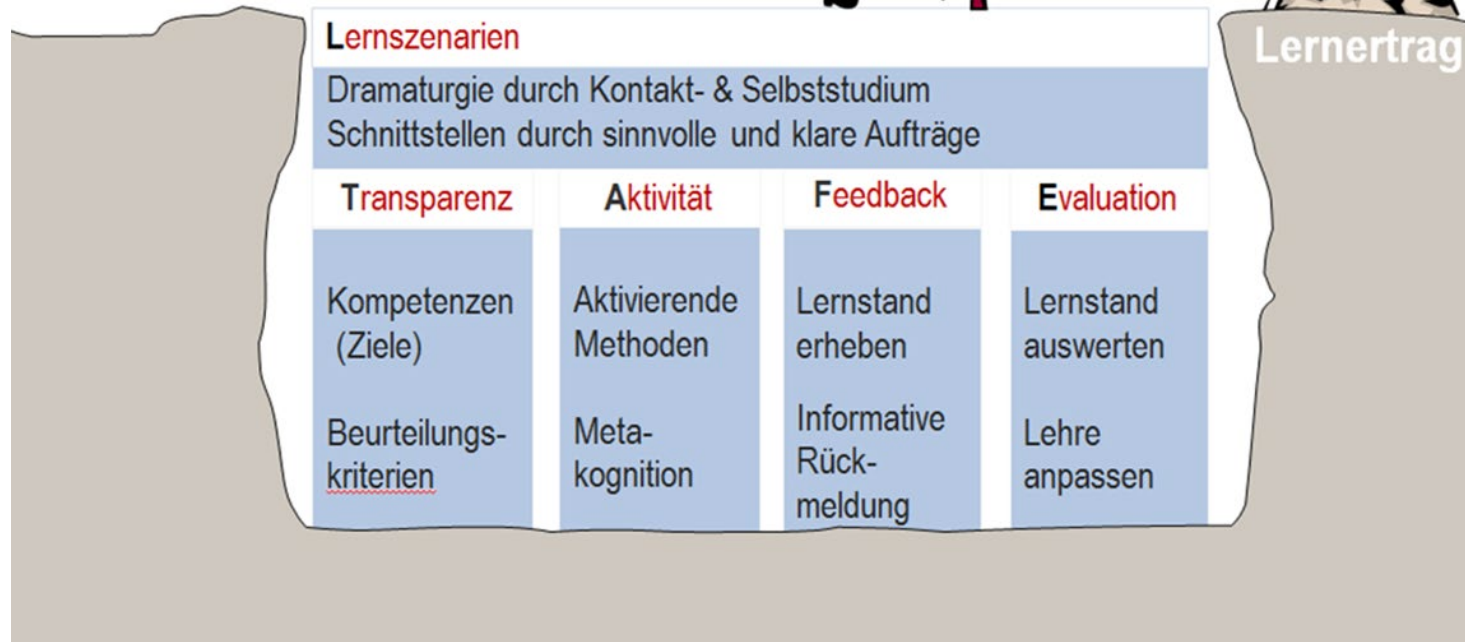 Lernszenarien
Lernertrag
Dramaturgie durch Kontakt- & Selbststudium
Schnittstellen durch sinnvolle und klare Aufträge
Transparenz
Kompetenzen
(Ziele)
Beurteilungs-
kriterien
Aktivität
Aktivierende
Methoden
Meta-
kognition
Feedback
Lernstand
erheben
Informative
Rück-
meldung
Evaluation
Lernstand
auswerten
Lehre
anpassen